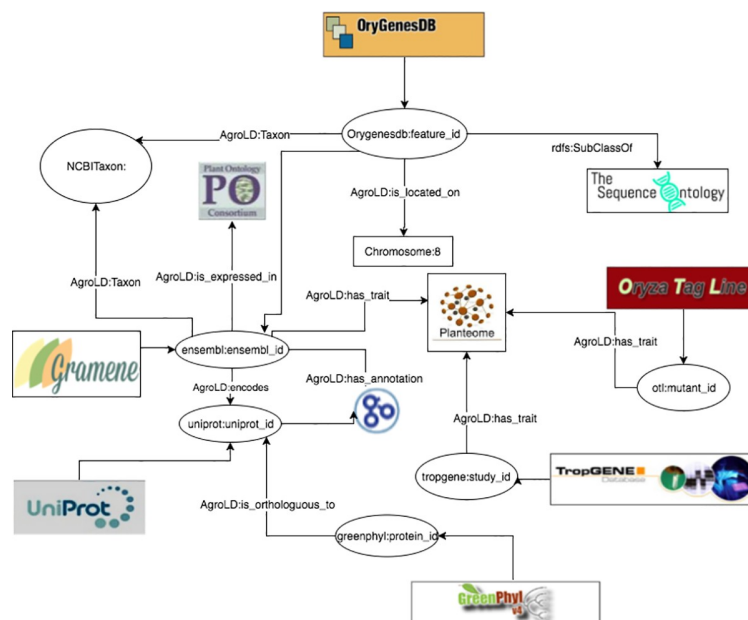 OryGenesDB
AgroLD:Taxon
Orygenesdb:feature_id
rdfs:SubClassOf
NCBITaxon:
Plant Ontology
PO
Consortium
AgroLD:is_located_on
The
Sequence Ontology
Chromosome:8
AgroLD:Taxon
AgroLD:is_expressed_in
AgroLD:has_trait
Planteome
Oryza Tag Line
AgroLD:has_trait
Gramene
ensembl:ensembl_id
AgroLD:encodes
AgroLD:has_annotation
otl:mutant_id
uniprot:uniprot_id
AgroLD:has_trait
UniProt
tropgene:study_id
TropGENE
Database
AgroLD:is_orthologuous_to
greenphyl:protein_id
GreenPhyl
v4